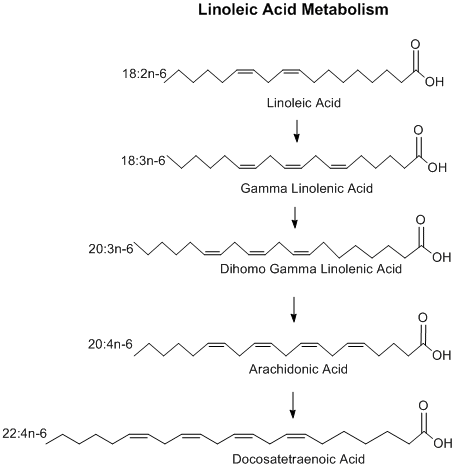 Linoleic Acid Metabolism
O
18:2n-6
OH
Linoleic Acid
O
18:3n-6
OH
Gamma Linolenic Acid
O
20:3n-6
OH
Dihomo Gamma Linolenic Acid
O
20:4n-6
OH
Arachidonic Acid
O
22:4n-6
OH
Docosatetraenoic Acid